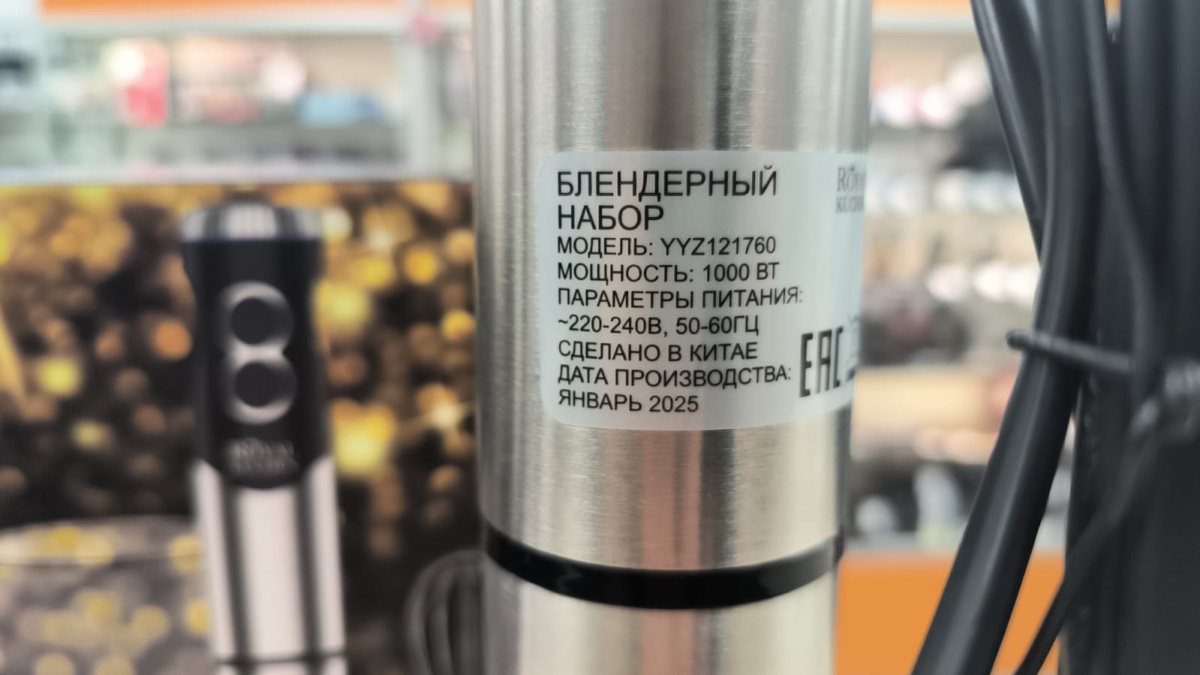 БЛЕНДЕРНЫЙ
НАБОР
МОДЕЛЬ: YYZ121760
МОЩНОСТЬ: 1000 ВТ
ПАРАМЕТРЫ ПИТАНИЯ:
~220-240В, 50-60ГЦ
СДЕЛАНО В КИТАЕ
ДАТА ПРОИЗВОДСТВА:
ЯНВАРЬ 2025
EAC